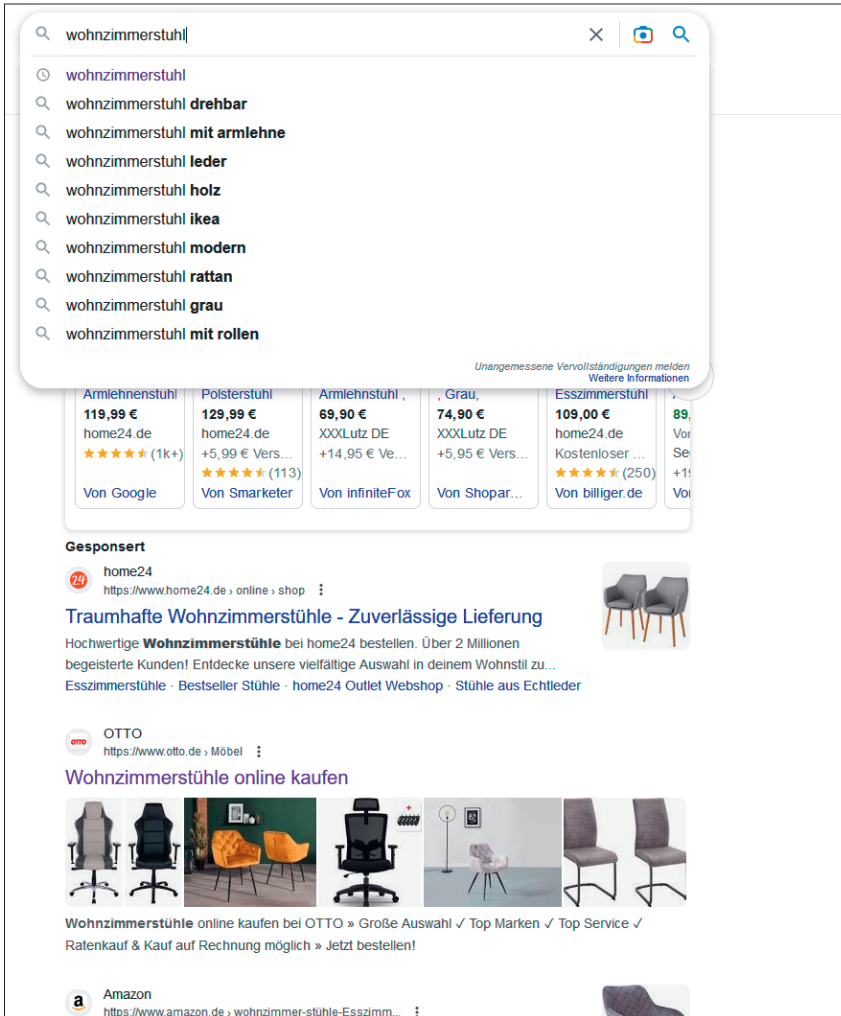 wohnzimmerstuhl
wohnzimmerstuhl
wohnzimmerstuhl drehbar
wohnzimmerstuhl mit armlehne
wohnzimmerstuhl leder
wohnzimmerstuhl holz
wohnzimmerstuhl ikea
wohnzimmerstuhl modern
wohnzimmerstuhl rattan
wohnzimmerstuhl grau
wohnzimmerstuhl mit rollen
Unangemessene Vervollständigungen melden
Weitere Informationen
Armlehnenstuhl Polsterstuhl Armlehnstuhl , , Grau, Esszimmerstuhl
119,99 € 129,99 € 69,90 € 74,90 € 109,00 € 89,
home24.de home24.de XXXLutz DE XXXLutz DE home24.de
(1k+) +5,99 € Vers... +14,95 € Ve... +5,95 € Vers... Kostenloser ...
(113) (250)
Von Google Von Smarketer Von infiniteFox Von Shopar... Von billiger.de
Gesponsert
24 home24
https://www.home24.de › online › shop
Traumhafte Wohnzimmerstühle - Zuverlässige Lieferung
Hochwertige Wohnzimmerstühle bei home24 bestellen. Über 2 Millionen
begeisterte Kunden! Entdecke unsere vielfältige Auswahl in deinem Wohnstil zu...
Esszimmerstühle · Bestseller Stühle · home24 Outlet Webshop · Stühle aus Echtleder
OTTO OTTO
https://www.otto.de › Möbel
Wohnzimmerstühle online kaufen
Wohnzimmerstühle online kaufen bei OTTO » Große Auswahl ✓ Top Marken ✓ Top Service ✓
Ratenkauf & Kauf auf Rechnung möglich » Jetzt bestellen!
a Amazon
https://www.amazon.de › wohnzimmer-stühle-Esszimm...